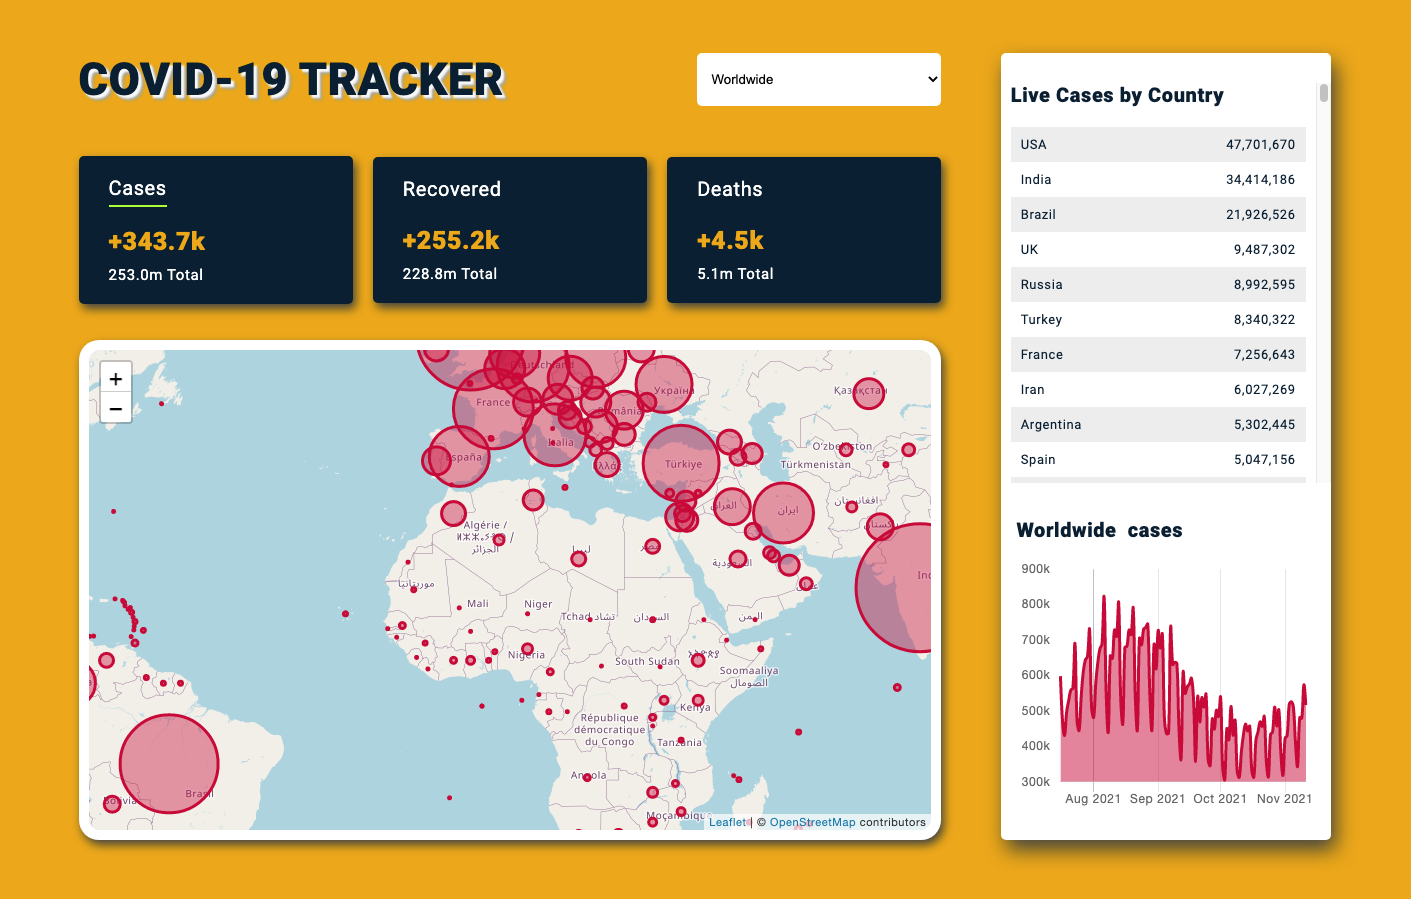 COVID-19 TRACKER
Worldwide
Cases
+343.7k
253.0m Total
Recovered
+255.2k
228.8m Total
Deaths
+4.5k
5.1m Total
+
−
Deutschland
France
Україна
Қазақстан
România
Italia
España
Ελλάς
Türkiye
O'zbekiston
Türkmenistan
افغانستان
العراق
ایران
پاکستان
Algérie /
الجزائر
ليبيا
مصر
السعودية
عمان
India
موريتانيا
Mali
Niger
Tchad تشاد
السودان
اليمن
Nigeria
South Sudan
Soomaaliya
الصومال
Kenya
République
démocratique
du Congo
Tanzania
Angola
Brasil
Bolivia
Moçambique
Leaflet | © OpenStreetMap contributors
Live Cases by Country
USA 47,701,670
India 34,414,186
Brazil 21,926,526
UK 9,487,302
Russia 8,992,595
Turkey 8,340,322
France 7,256,643
Iran 6,027,269
Argentina 5,302,445
Spain 5,047,156
Worldwide cases
900k
800k
700k
600k
500k
400k
300k
Aug 2021 Sep 2021 Oct 2021 Nov 2021